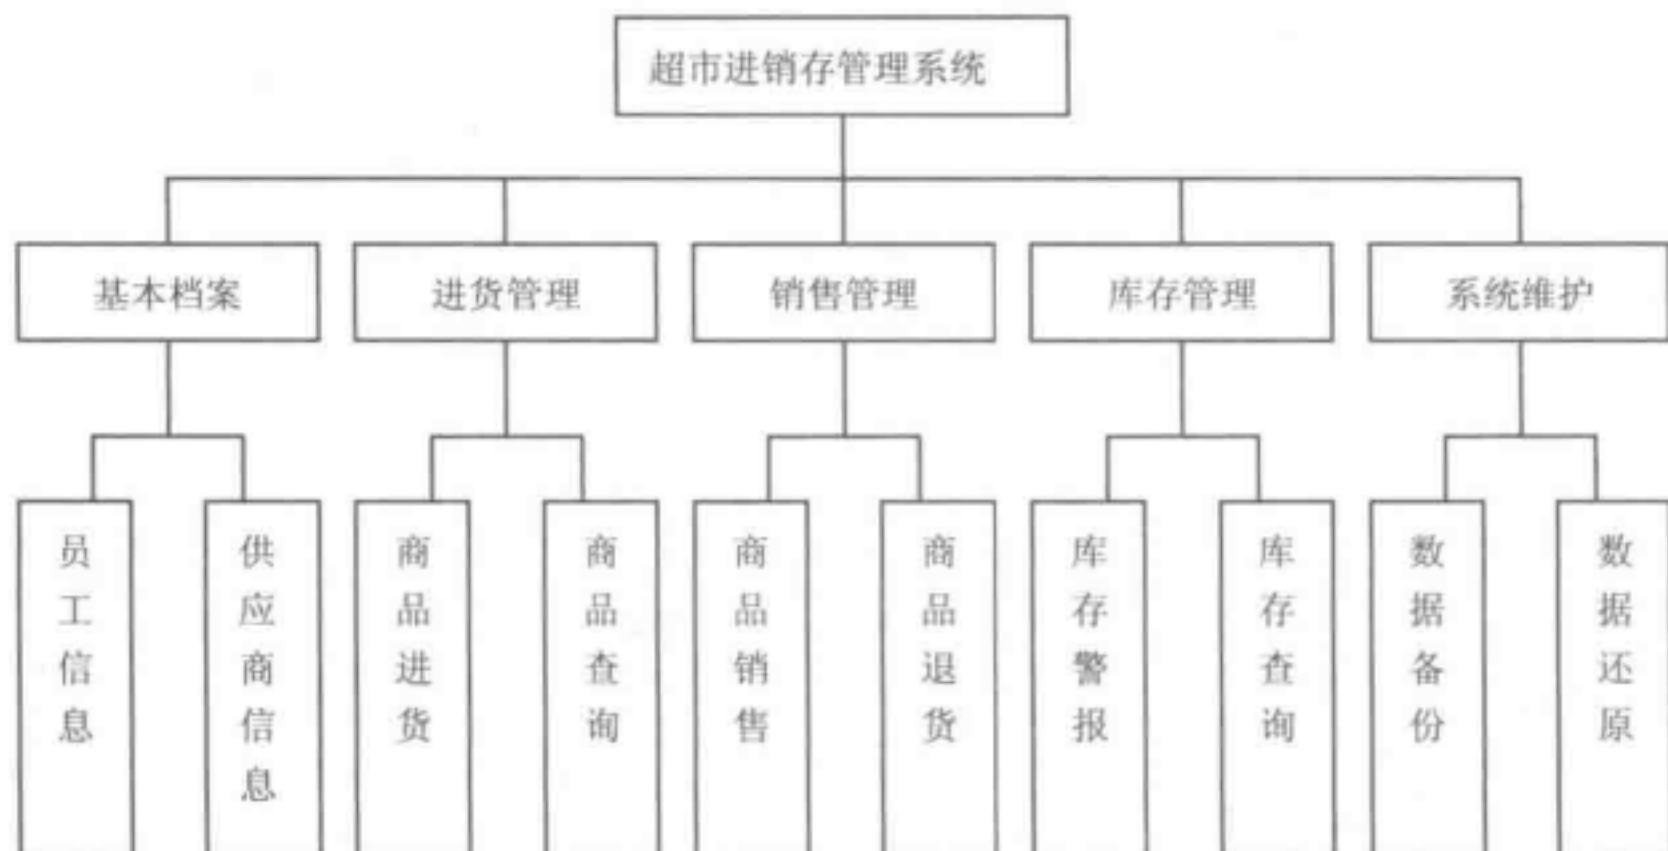 超市进销存管理系统
基本档案
进货管理
销售管理
库存管理
系统维护
员工信息
供应商信息
商品进货
商品查询
商品销售
商品退货
库存警报
库存查询
数据备份
数据还原